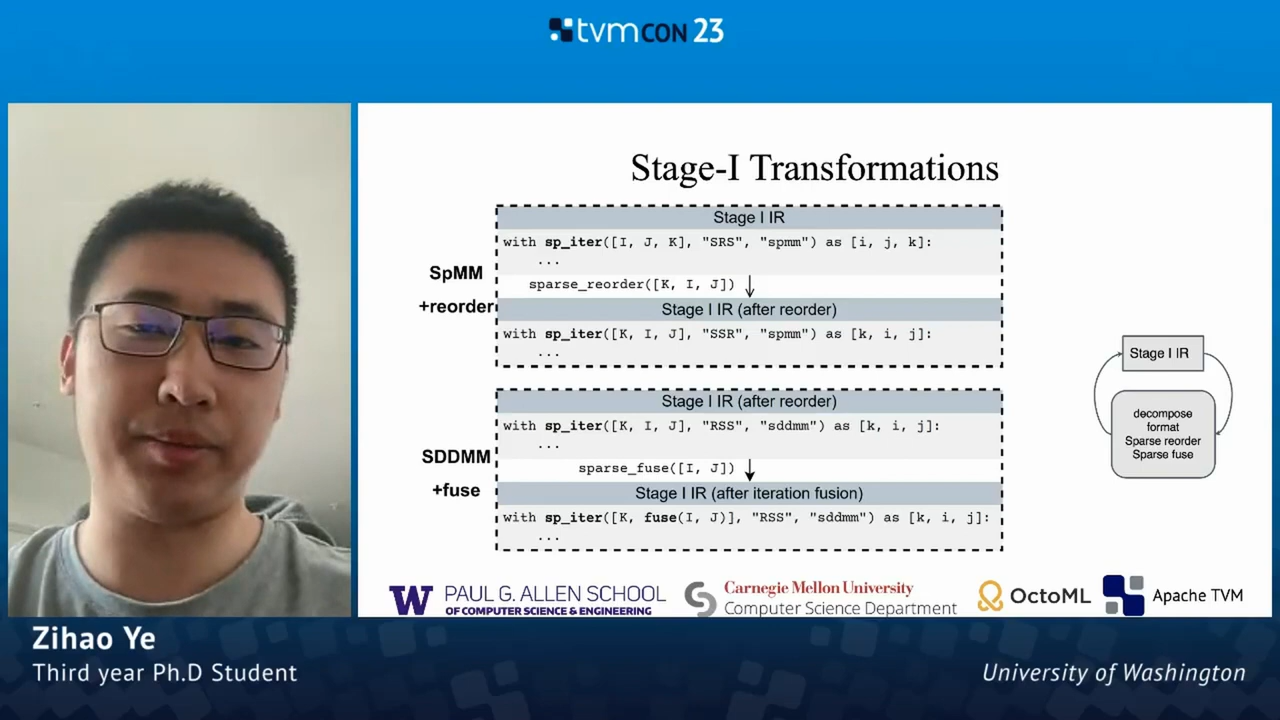 tvmCON 23
Stage-I Transformations
Stage I IR
with sp_iter([I, J, K], "SRS", "spmm") as [i, j, k]:
...
SpMM
+reorder
sparse_reorder([K, I, J])
Stage I IR (after reorder)
with sp_iter([K, I, J], "SSR", "spmm") as [k, i, j]:
...
Stage I IR (after reorder)
with sp_iter([K, I, J], "RSS", "sddmm") as [k, i, j]:
...
SDDMM
+fuse
sparse_fuse([I, J])
Stage I IR (after iteration fusion)
with sp_iter([K, fuse(I, J)], "RSS", "sddmm") as [k, i, j]:
...
Stage I IR
decompose
format
Sparse reorder
Sparse fuse
W PAUL G. ALLEN SCHOOL
OF COMPUTER SCIENCE & ENGINEERING
Carnegie Mellon University
Computer Science Department
OctoML
Apache TVM
Zihao Ye
Third year Ph.D Student
University of Washington